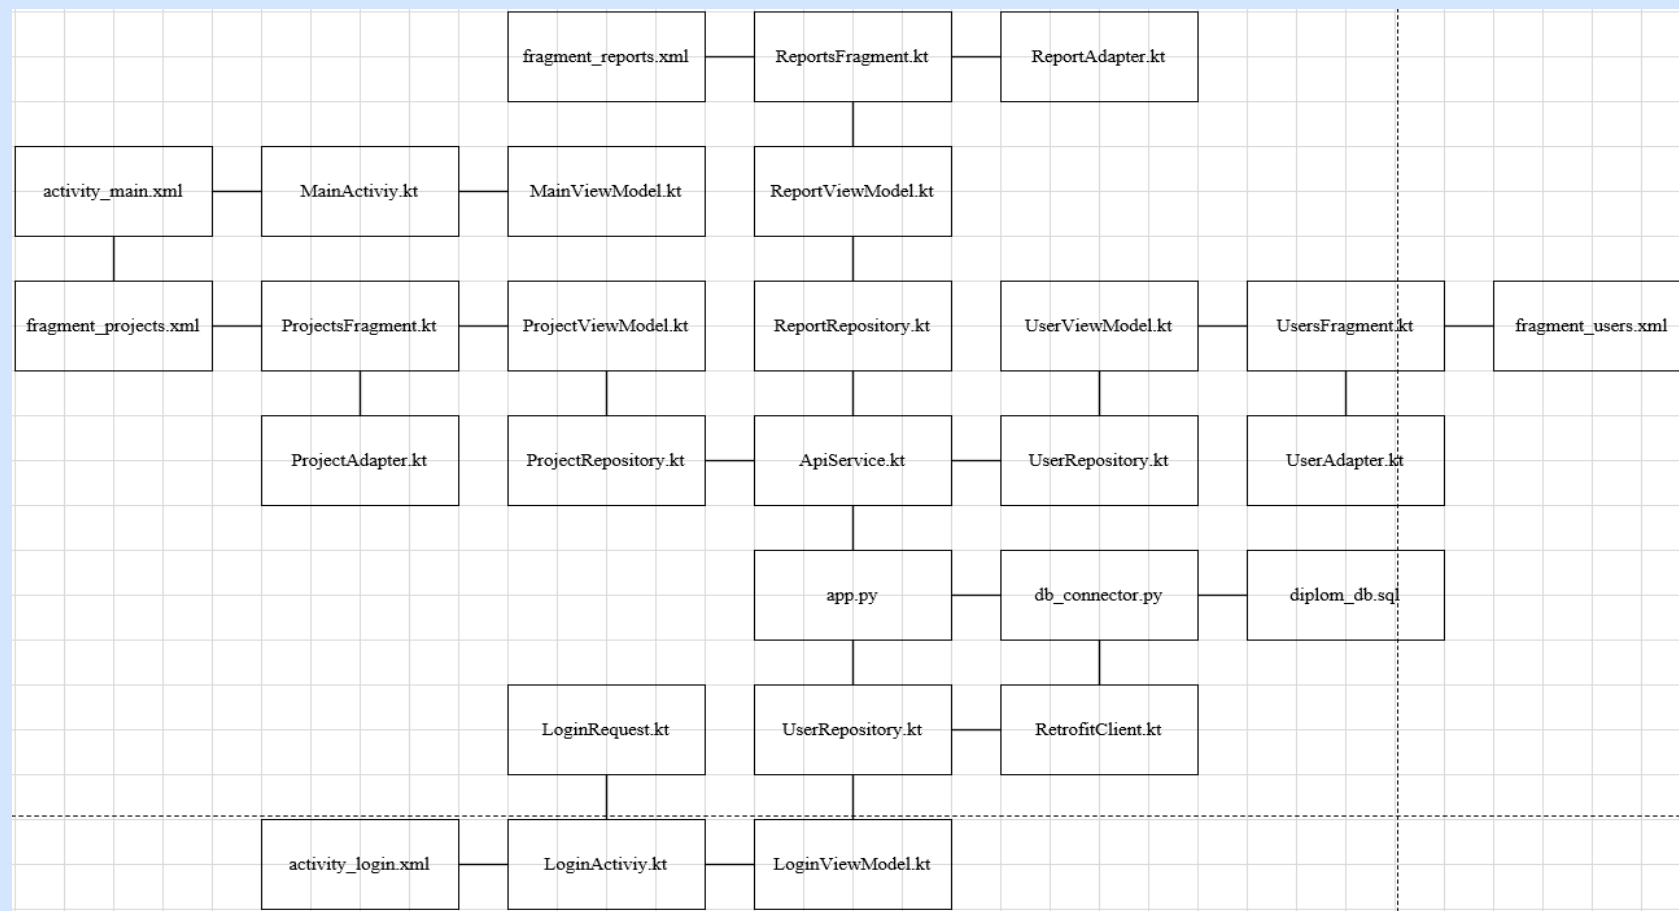 fragment_reports.xml
ReportsFragment.kt
ReportAdapter.kt
activity_main.xml
MainActiviy.kt
MainViewModel.kt
ReportViewModel.kt
fragment_projects.xml
ProjectsFragment.kt
ProjectViewModel.kt
ReportRepository.kt
UserViewModel.kt
UsersFragment.kt
fragment_users.xml
ProjectAdapter.kt
ProjectRepository.kt
ApiService.kt
UserRepository.kt
UserAdapter.kt
app.py
db_connector.py
diplom_db.sql
LoginRequest.kt
UserRepository.kt
RetrofitClient.kt
activity_login.xml
LoginActiviy.kt
LoginViewModel.kt